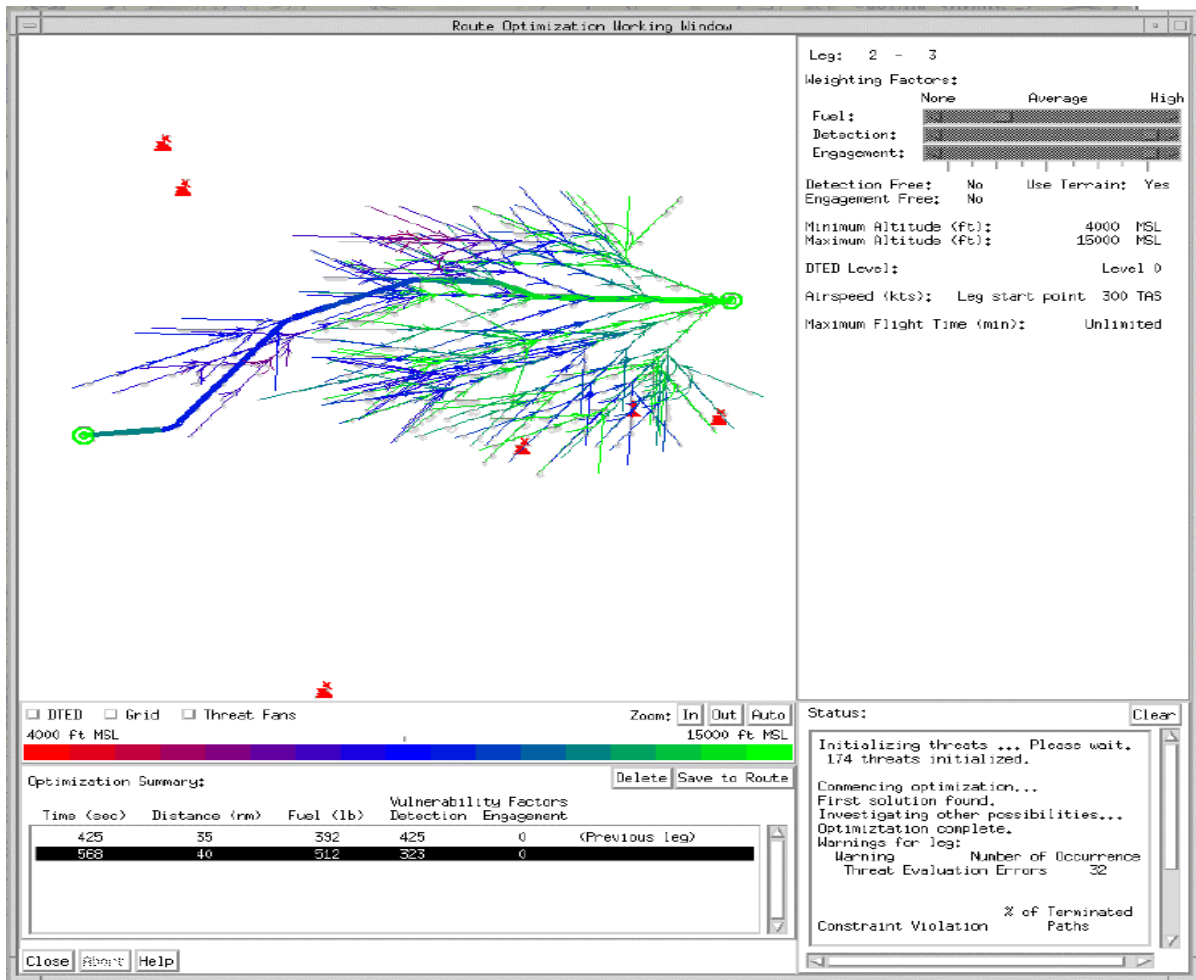 Route Optimization Working Window
Leg: 2 - 3
Weighting Factors:
None Average High
Fuel:
Detection:
Engagement:
Detection Free: No Use Terrain: Yes
Engagement Free: No
Minimum Altitude (ft): 4000 MSL
Maximum Altitude (ft): 15000 MSL
DTED Level: Level 0
Airspeed (kts): Leg start point 300 TAS
Maximum Flight Time (min): Unlimited
DTED Grid Threat Fans Zoom: In Out Auto
4000 ft MSL 15000 ft MSL
Optimization Summary: Delete Save to Route
Vulnerability Factors
Time (sec) Distance (nm) Fuel (lb) Detection Engagement
425 35 392 425 0 (Previous leg)
568 40 512 323 0
Close Abort Help
Status: Clear
Initializing threats ... Please wait.
174 threats initialized.
Commencing optimization...
First solution found.
Investigating other possibilities...
Optimiztation complete.
Warnings for leg:
Warning Number of Occurrence
Threat Evaluation Errors 32
% of Terminated
Constraint Violation Paths